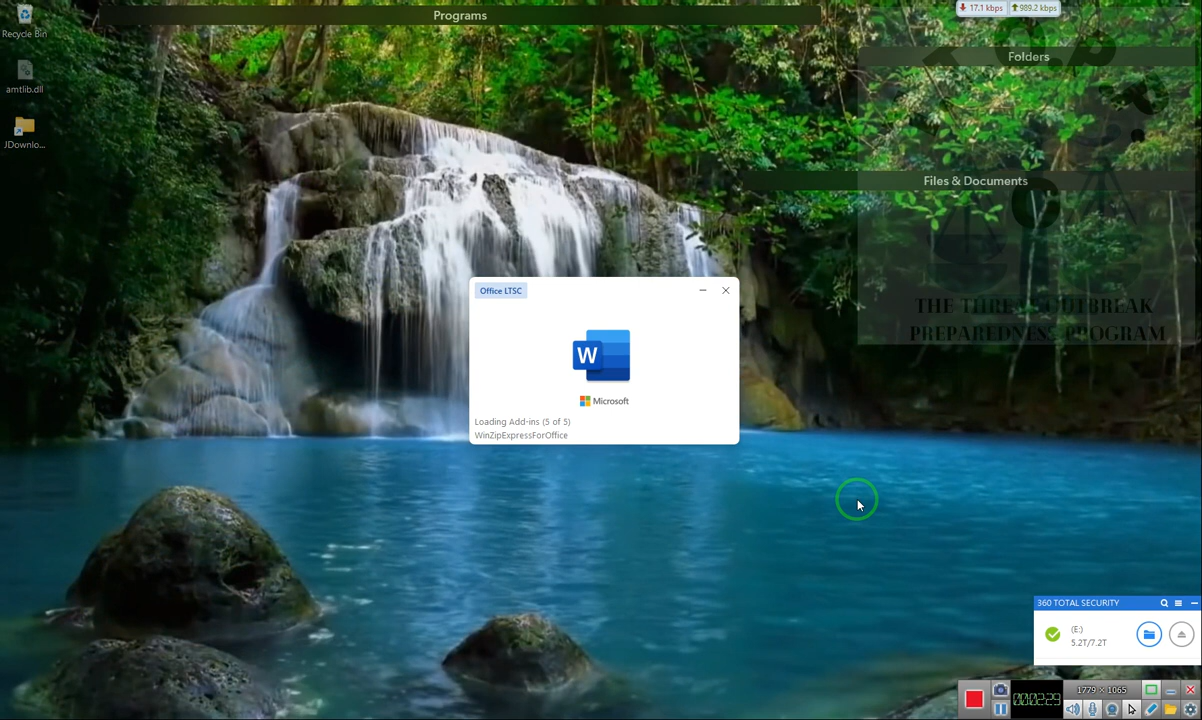 Programs
17.1 kbps
989.2 kbps
Recycle Bin
Folders
amtlib.dll
JDownlo...
Files & Documents
Office LTSC
THE THREAT OUTBREAK
PREPAREDNESS PROGRAM
W
Microsoft
Loading Add-ins (5 of 5)
WinZipExpressForOffice
360 TOTAL SECURITY
(E:)
5.2T/7.2T
1779 × 1065